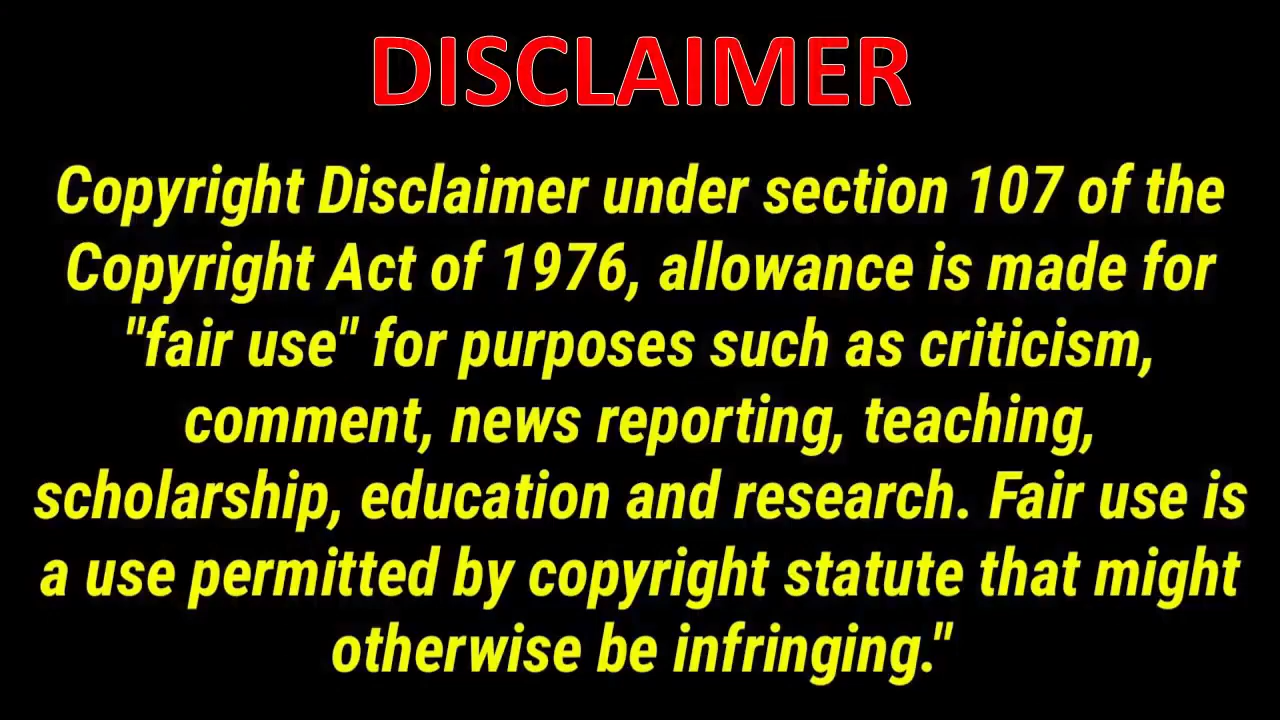 DISCLAIMER
Copyright Disclaimer under section 107 of the
Copyright Act of 1976, allowance is made for
"fair use" for purposes such as criticism,
comment, news reporting, teaching,
scholarship, education and research. Fair use is
a use permitted by copyright statute that might
otherwise be infringing."